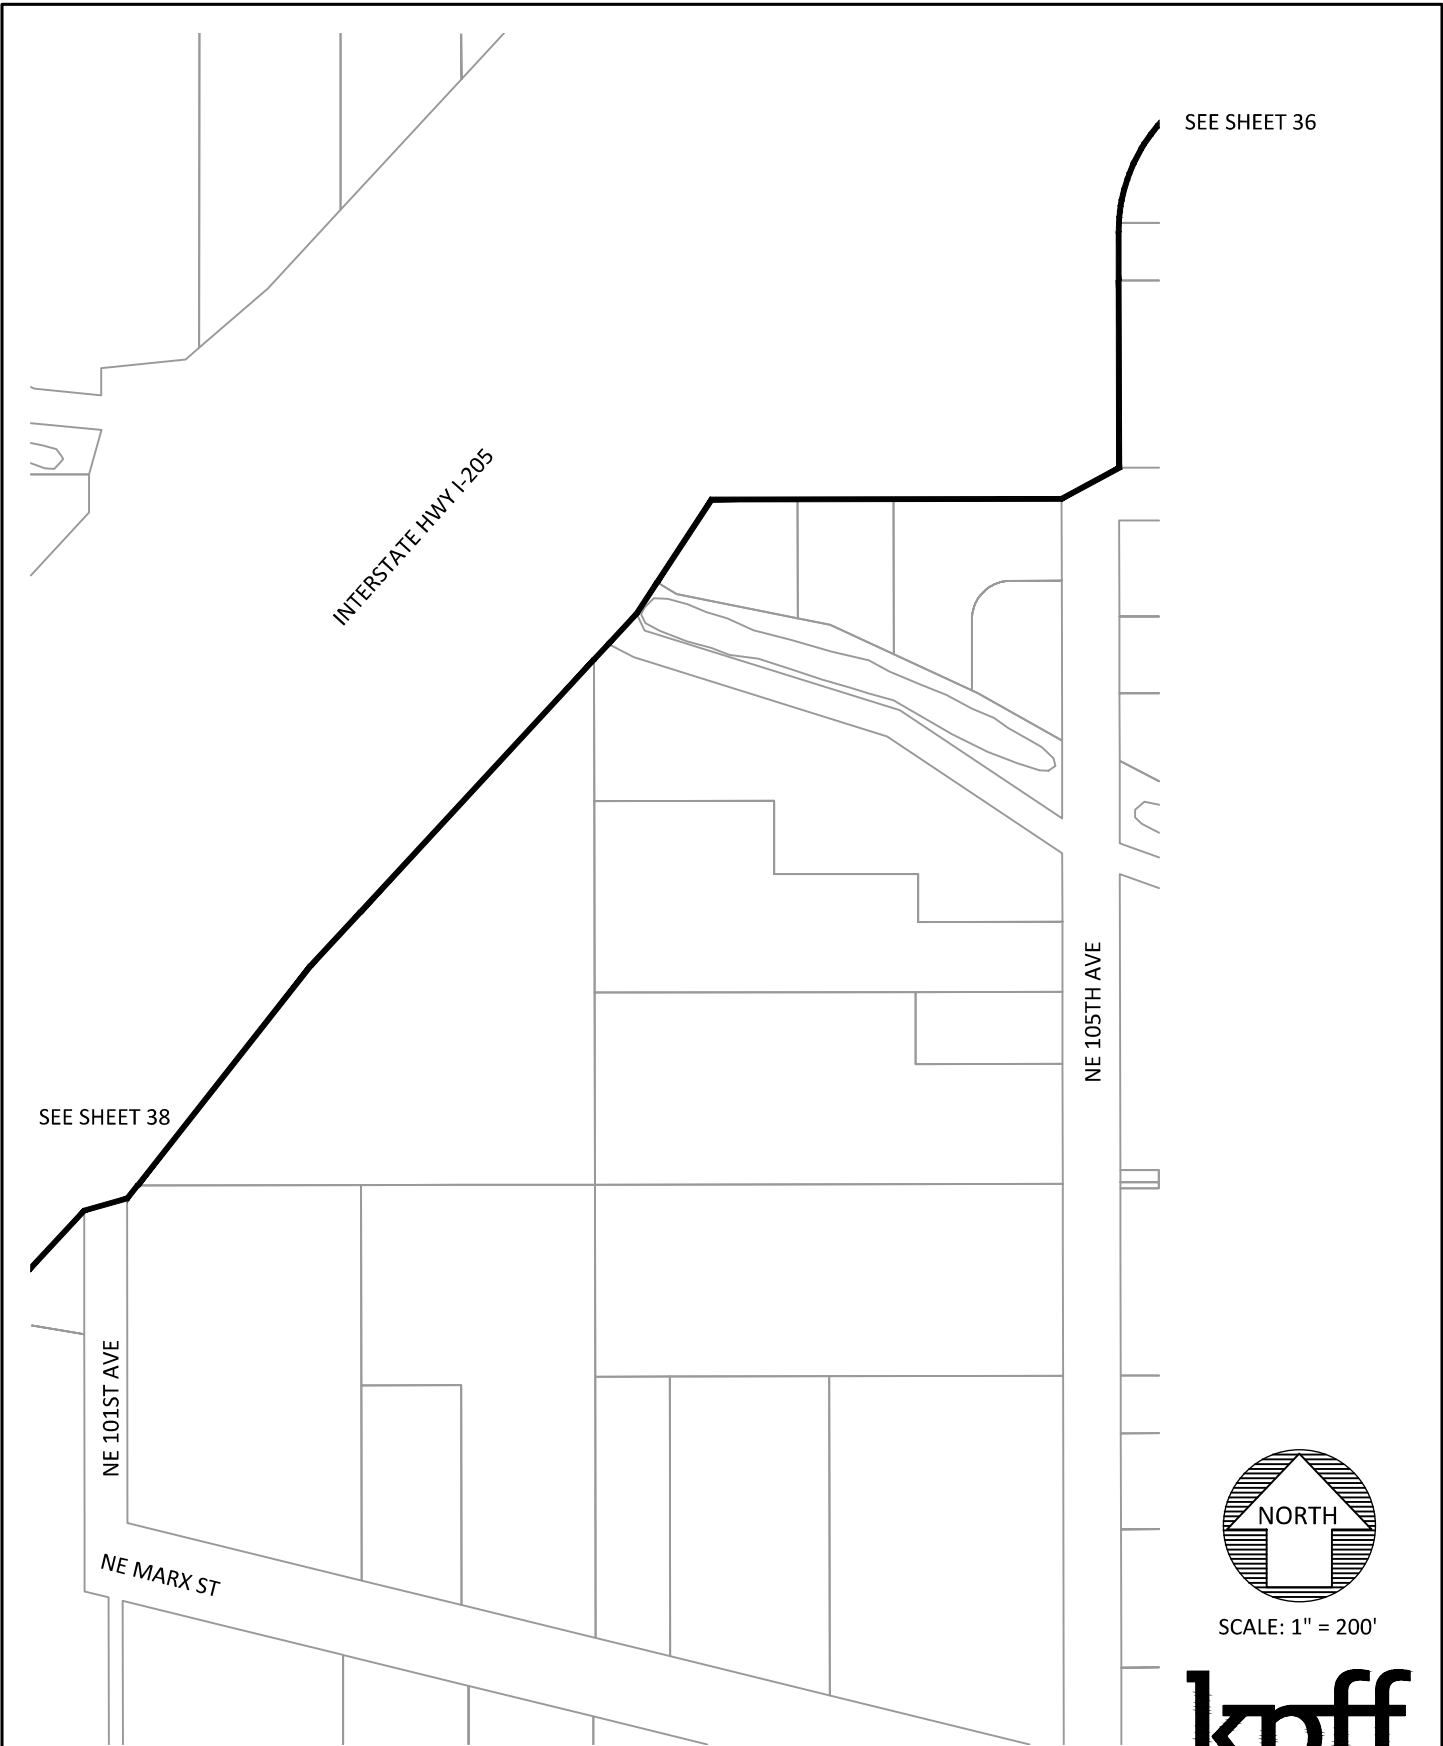 SEE SHEET 36
INTERSTATE HWY I-205
NE 105TH AVE
SEE SHEET 38
NE 101ST AVE
NORTH
NE MARX ST
SCALE: 1" = 200'
kpff